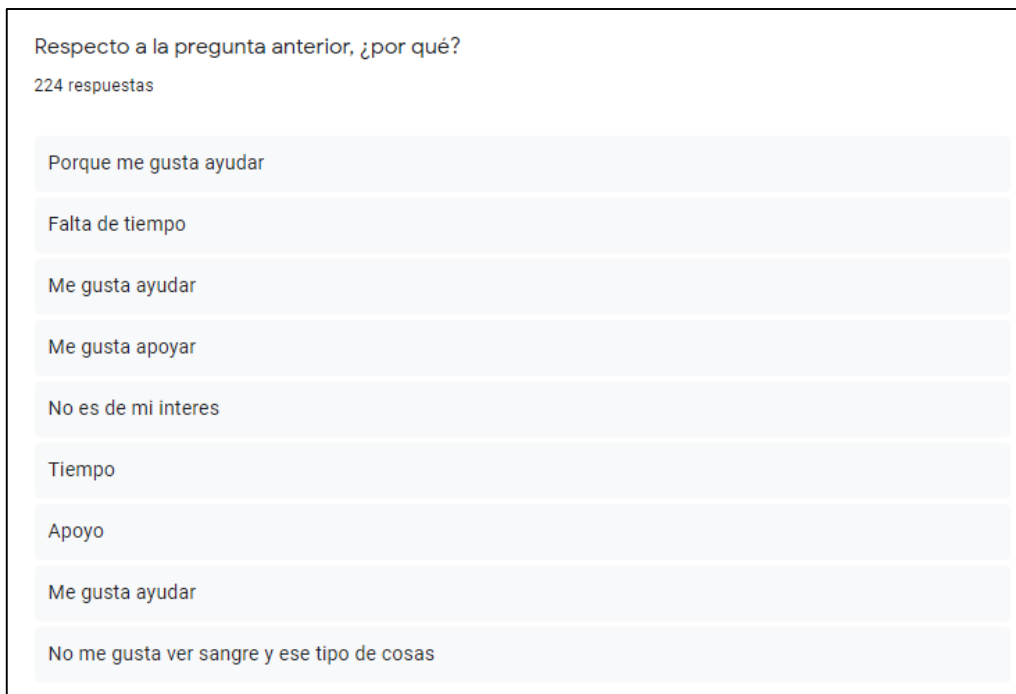 Respecto a la pregunta anterior, ¿por qué?
224 respuestas
Porque me gusta ayudar
Falta de tiempo
Me gusta ayudar
Me gusta apoyar
No es de mi interes
Tiempo
Apoyo
Me gusta ayudar
No me gusta ver sangre y ese tipo de cosas